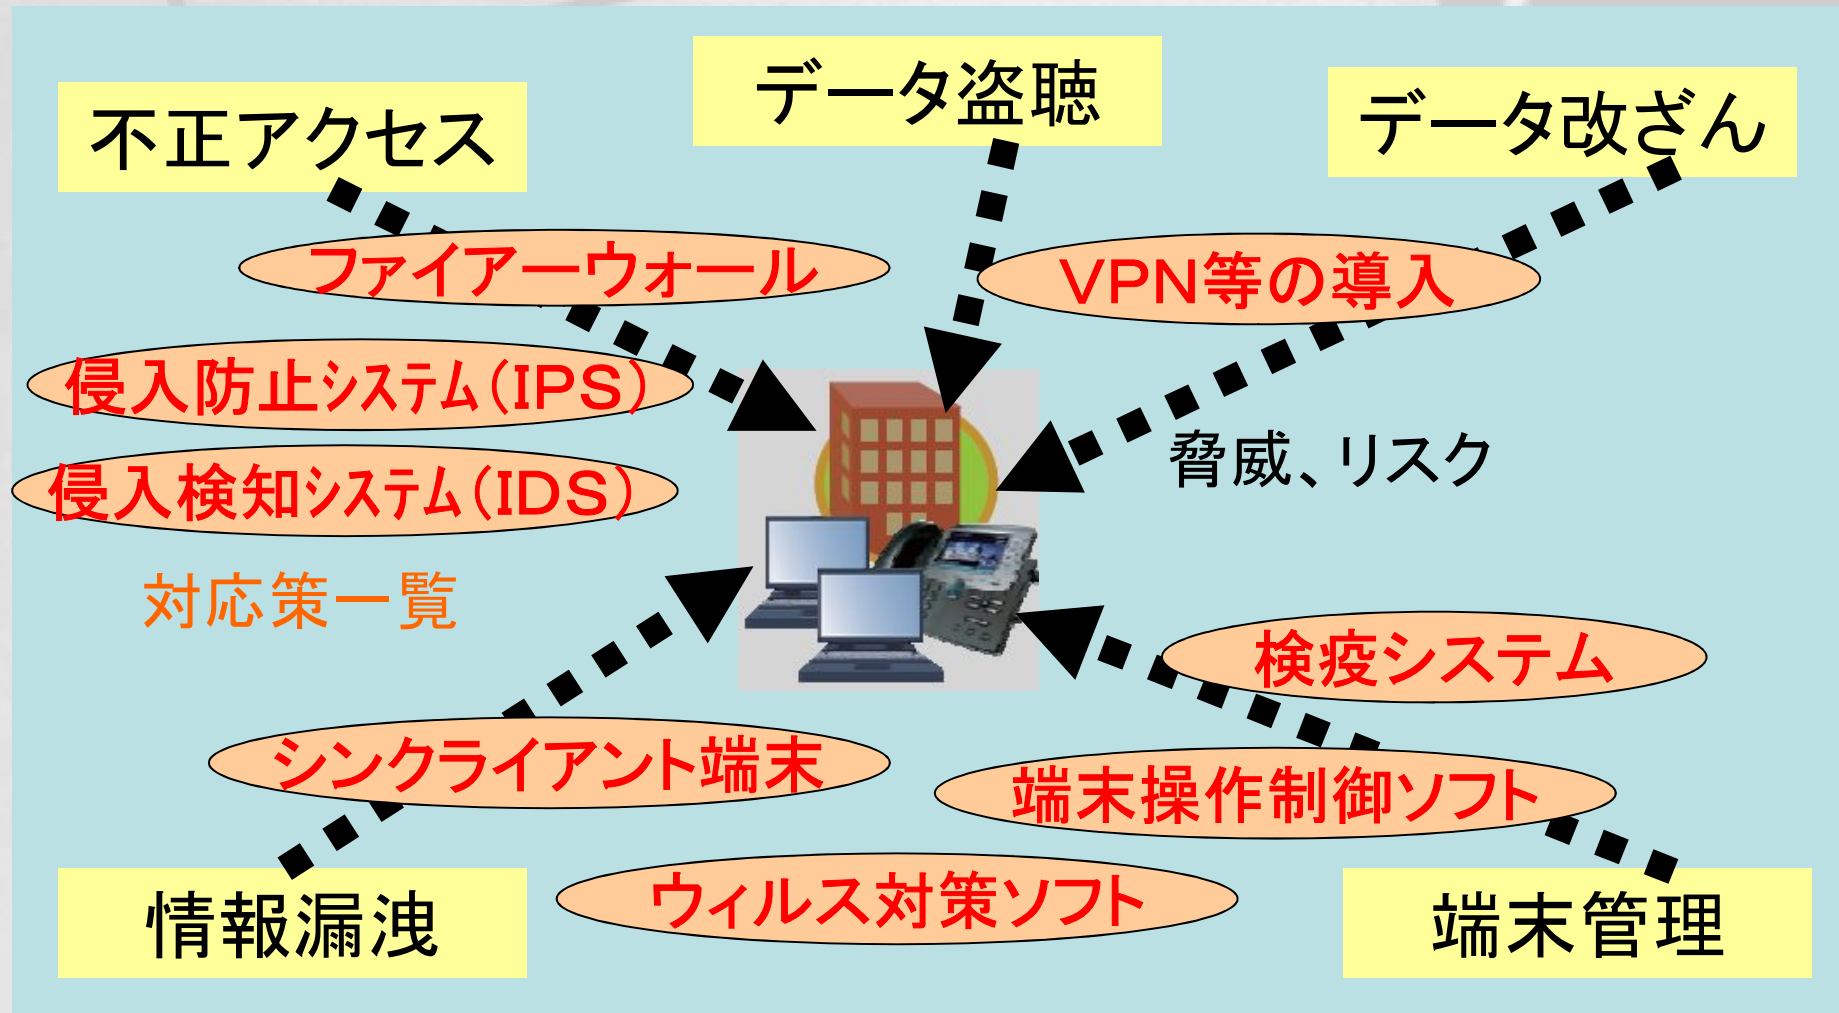 データ盗聴
データ改ざん
不正アクセス
ファイアーウォール
VPN等の導入
侵入防止システム(IPS)
脅威、リスク
侵入検知システム(IDS)
対応策一覧
検疫システム
シンクライアント端末
端末操作制御ソフト
ウィルス対策ソフト
情報漏洩
端末管理